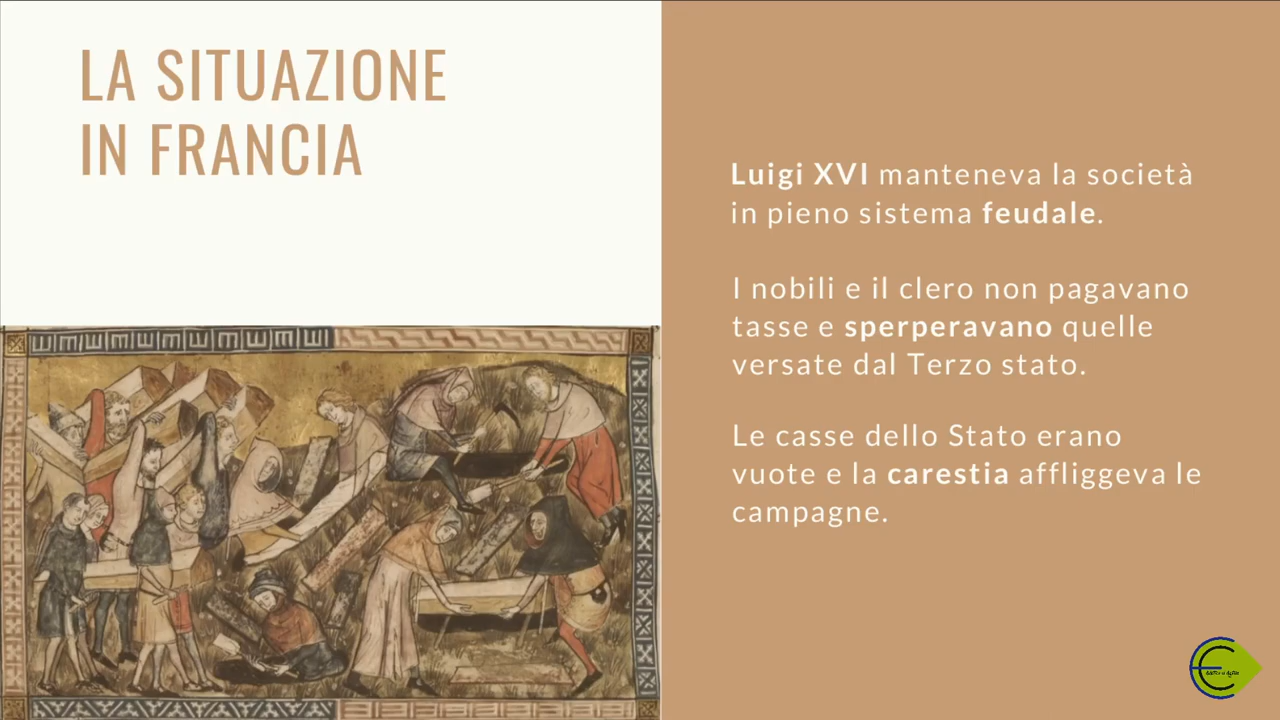 LA SITUAZIONE
IN FRANCIA
Luigi XVI manteneva la società
in pieno sistema feudale.
I nobili e il clero non pagavano
tasse e sperperavano quelle
versate dal Terzo stato.
Le casse dello Stato erano
vuote e la carestia affliggeva le
campagne.